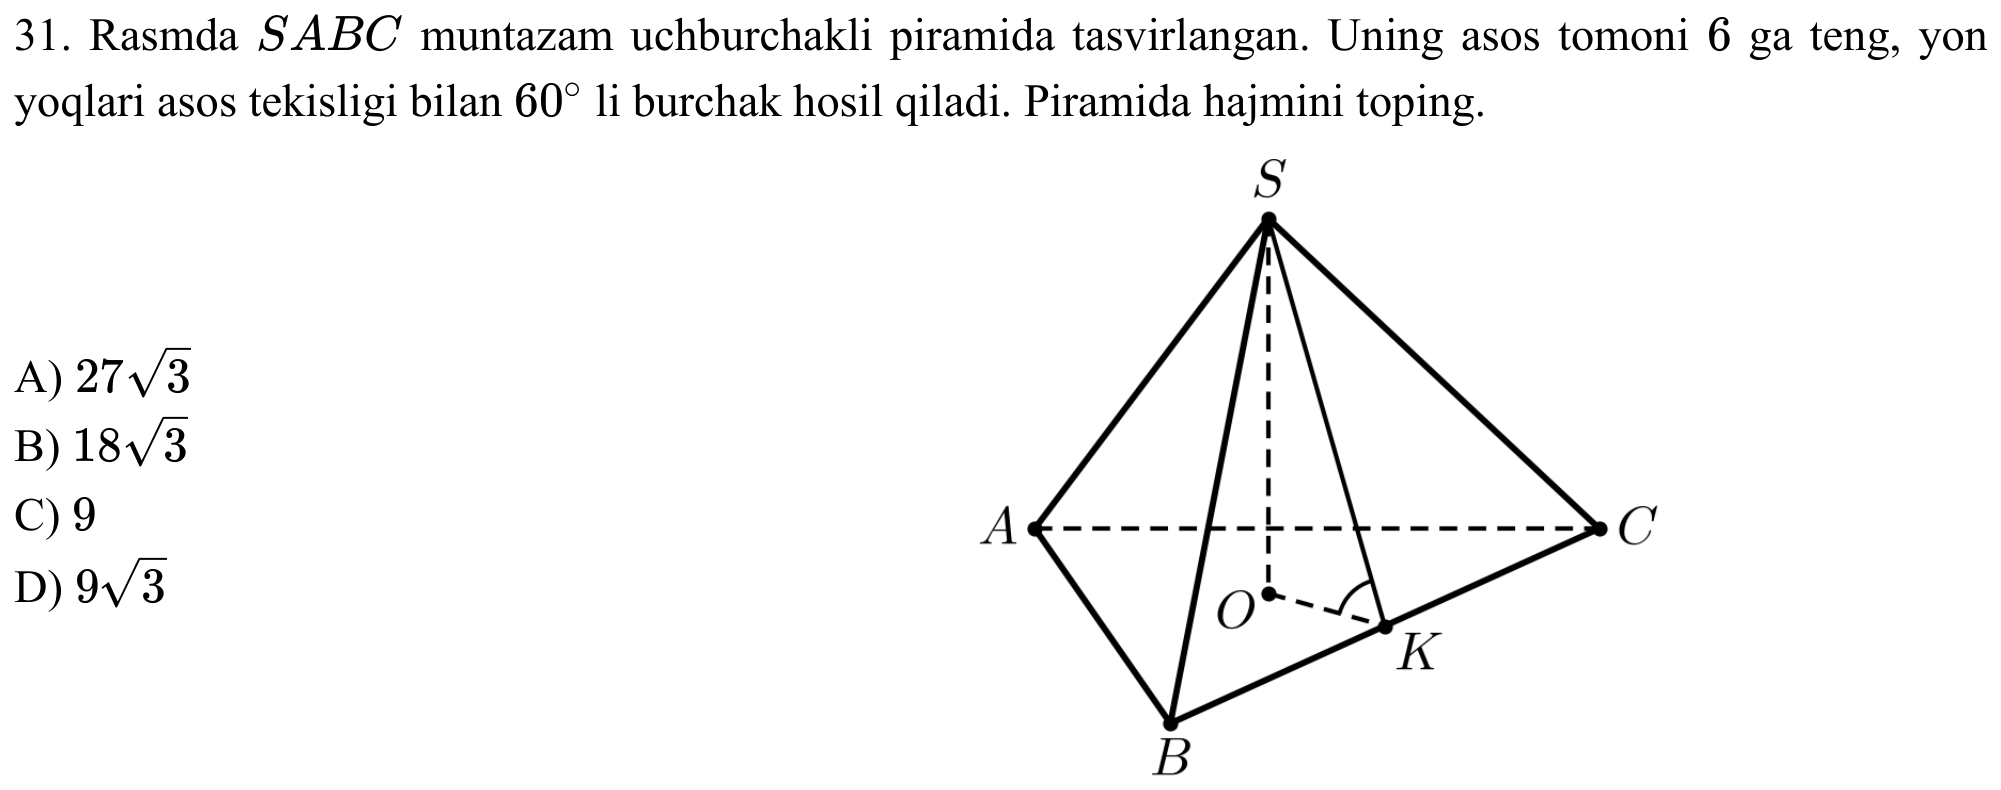 31. Rasmda SABC muntazam uchburchakli piramida tasvirlangan. Uning asos tomoni 6 ga teng, yon
yoqlari asos tekisligi bilan 60° li burchak hosil qiladi. Piramida hajmini toping.
S
A) 27√3
B) 18√3
C) 9
D) 9√3
A
C
O
K
B